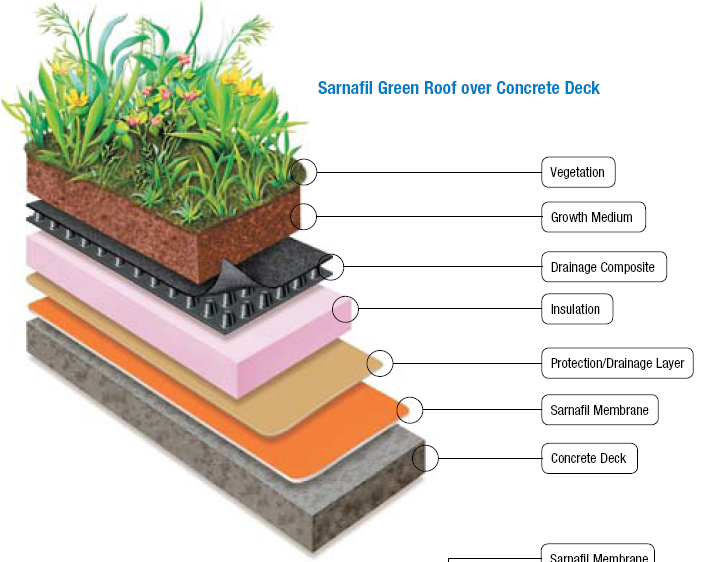 Sarnafil Green Roof over Concrete Deck
Vegetation
Growth Medium
Drainage Composite
Insulation
Protection/Drainage Layer
Sarnafil Membrane
Concrete Deck
Sarnafil Membrane